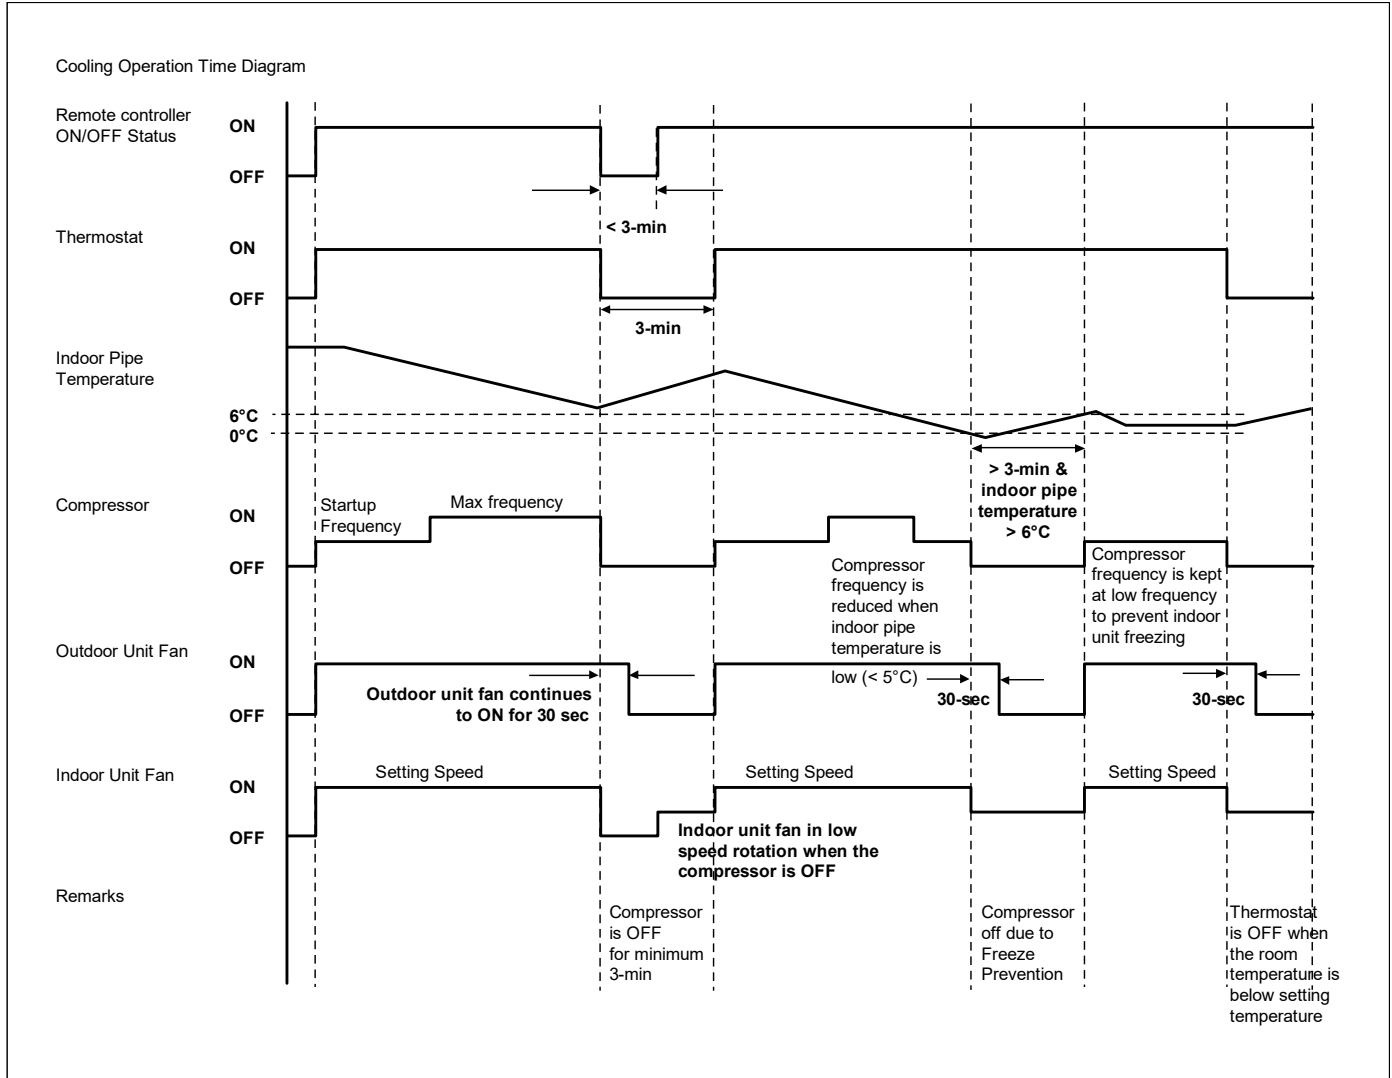 Cooling Operation Time Diagram
Remote controller
ON/OFF Status
ON
OFF
< 3-min
Thermostat
ON
OFF
3-min
Indoor Pipe
Temperature
6°C
0°C
> 3-min &
indoor pipe
temperature
> 6°C
Compressor
ON
OFF
Startup
Frequency
Max frequency
Compressor
frequency is
reduced when
indoor pipe
temperature is
low (< 5°C)
Compressor
frequency is kept
at low frequency
to prevent indoor
unit freezing
Outdoor Unit Fan
ON
OFF
Outdoor unit fan continues
to ON for 30 sec
30-sec
30-sec
Indoor Unit Fan
ON
OFF
Setting Speed
Setting Speed
Setting Speed
Indoor unit fan in low
speed rotation when the
compressor is OFF
Remarks
Compressor
is OFF
for minimum
3-min
Compressor
off due to
Freeze
Prevention
Thermostat
is OFF when
the room
temperature is
below setting
temperature